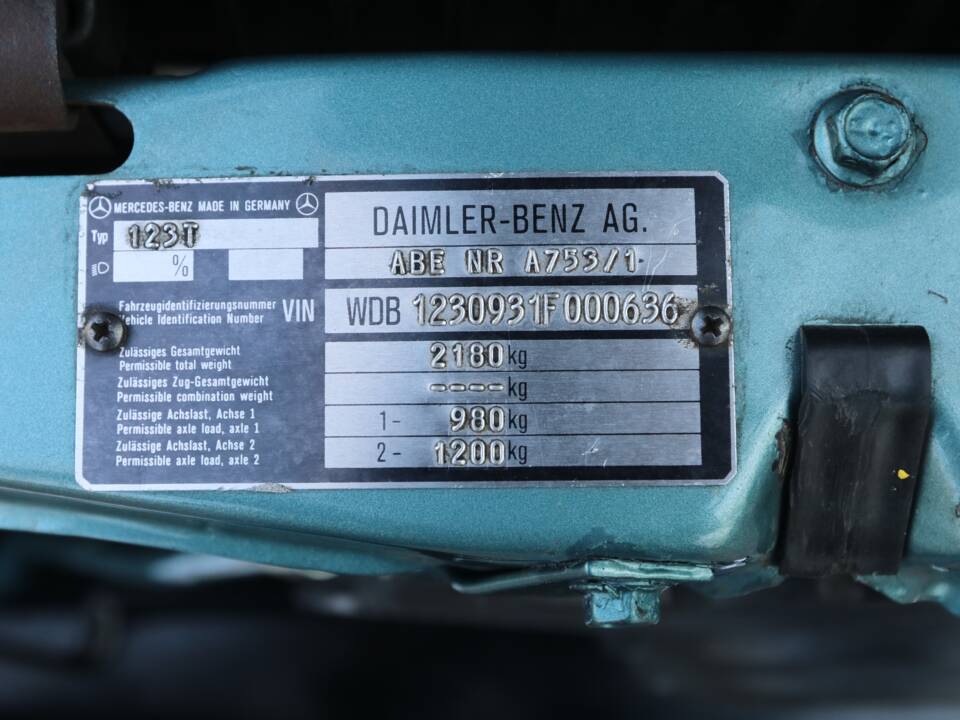 MERCEDES-BENZ MADE IN GERMANY
Typ 123T
%
DAIMLER-BENZ AG.
ABE NR A753/1
Fahrzeugidentifizierungsnummer
Vehicle Identification Number
VIN
WDB 1230931F000636
Zulässiges Gesamtgewicht
Permissible total weight
2180 kg
Zulässiges Zug-Gesamtgewicht
Permissible combination weight
---- kg
Zulässige Achslast, Achse 1
Permissible axle load, axle 1
1- 980 kg
Zulässige Achslast, Achse 2
Permissible axle load, axle 2
2- 1200 kg